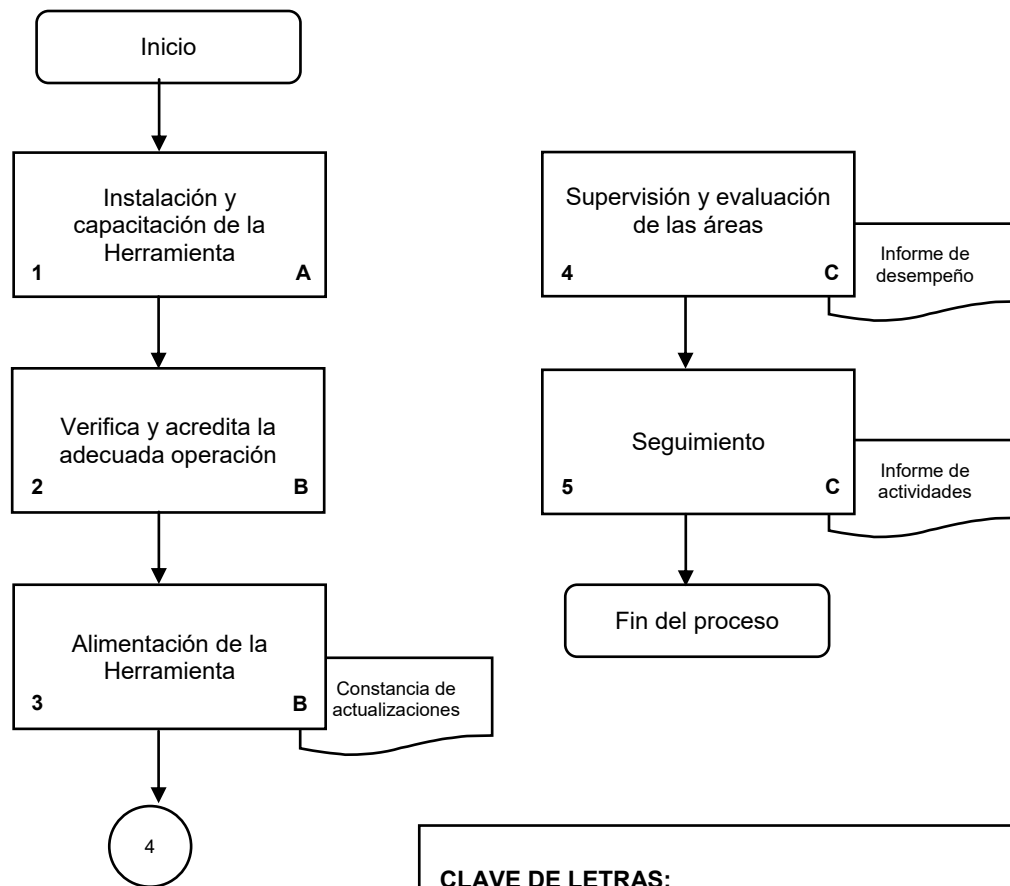 Inicio
Instalación y
capacitación de la
Herramienta
1 A
Verifica y acredita la
adecuada operación
2 B
Alimentación de la
Herramienta
3 B
Constancia de
actualizaciones
4
Supervisión y evaluación
de las áreas
4 C
Informe de
desempeño
Seguimiento
5 C
Informe de
actividades
Fin del proceso
CLAVE DE LETRAS: